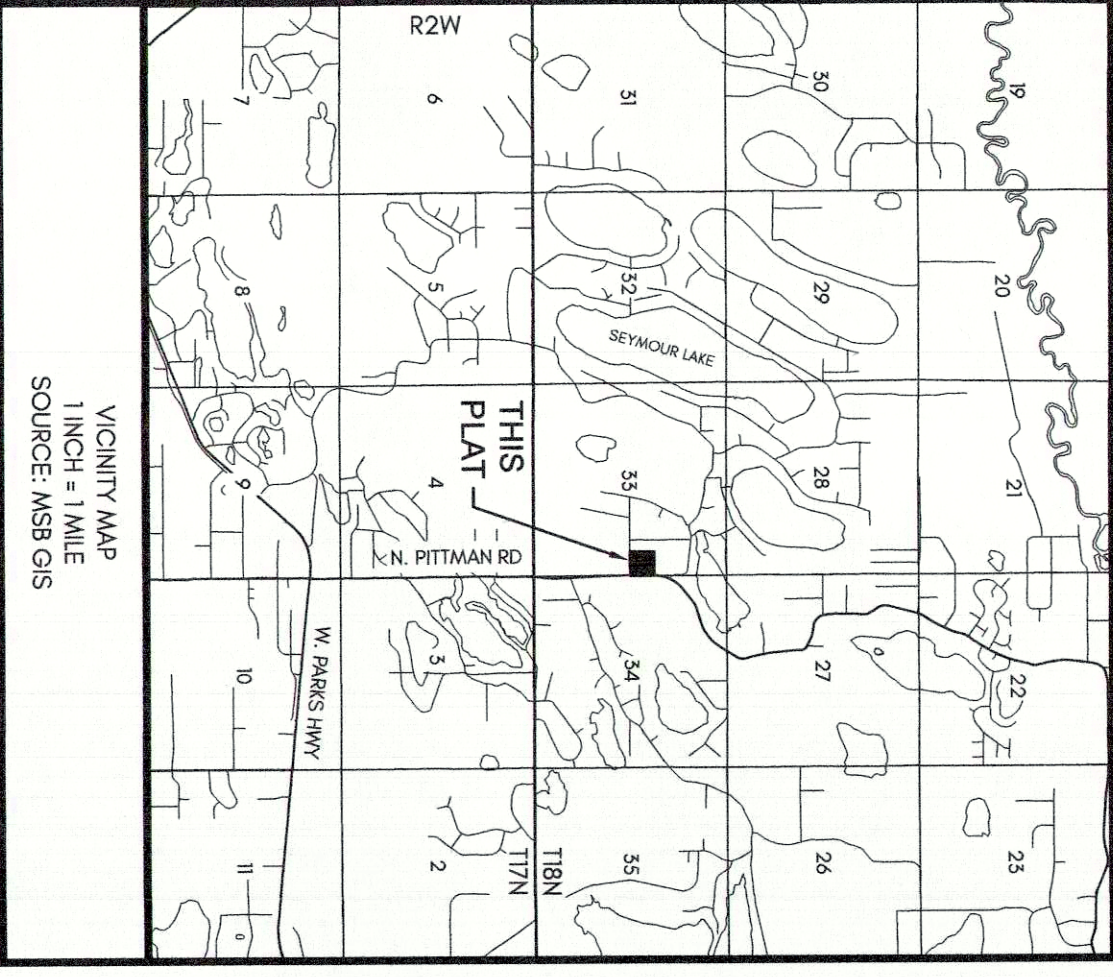 19
20
21
22
23
30
29
28
27
26
31
32
33
34
35
SEYMOUR LAKE
T18N
T17N
R2W
6
5
4
3
2
THIS
PLAT
N. PITTMAN RD
7
8
9
10
11
W. PARKS HWY
VICINITY MAP
1 INCH = 1 MILE
SOURCE: MSB GIS